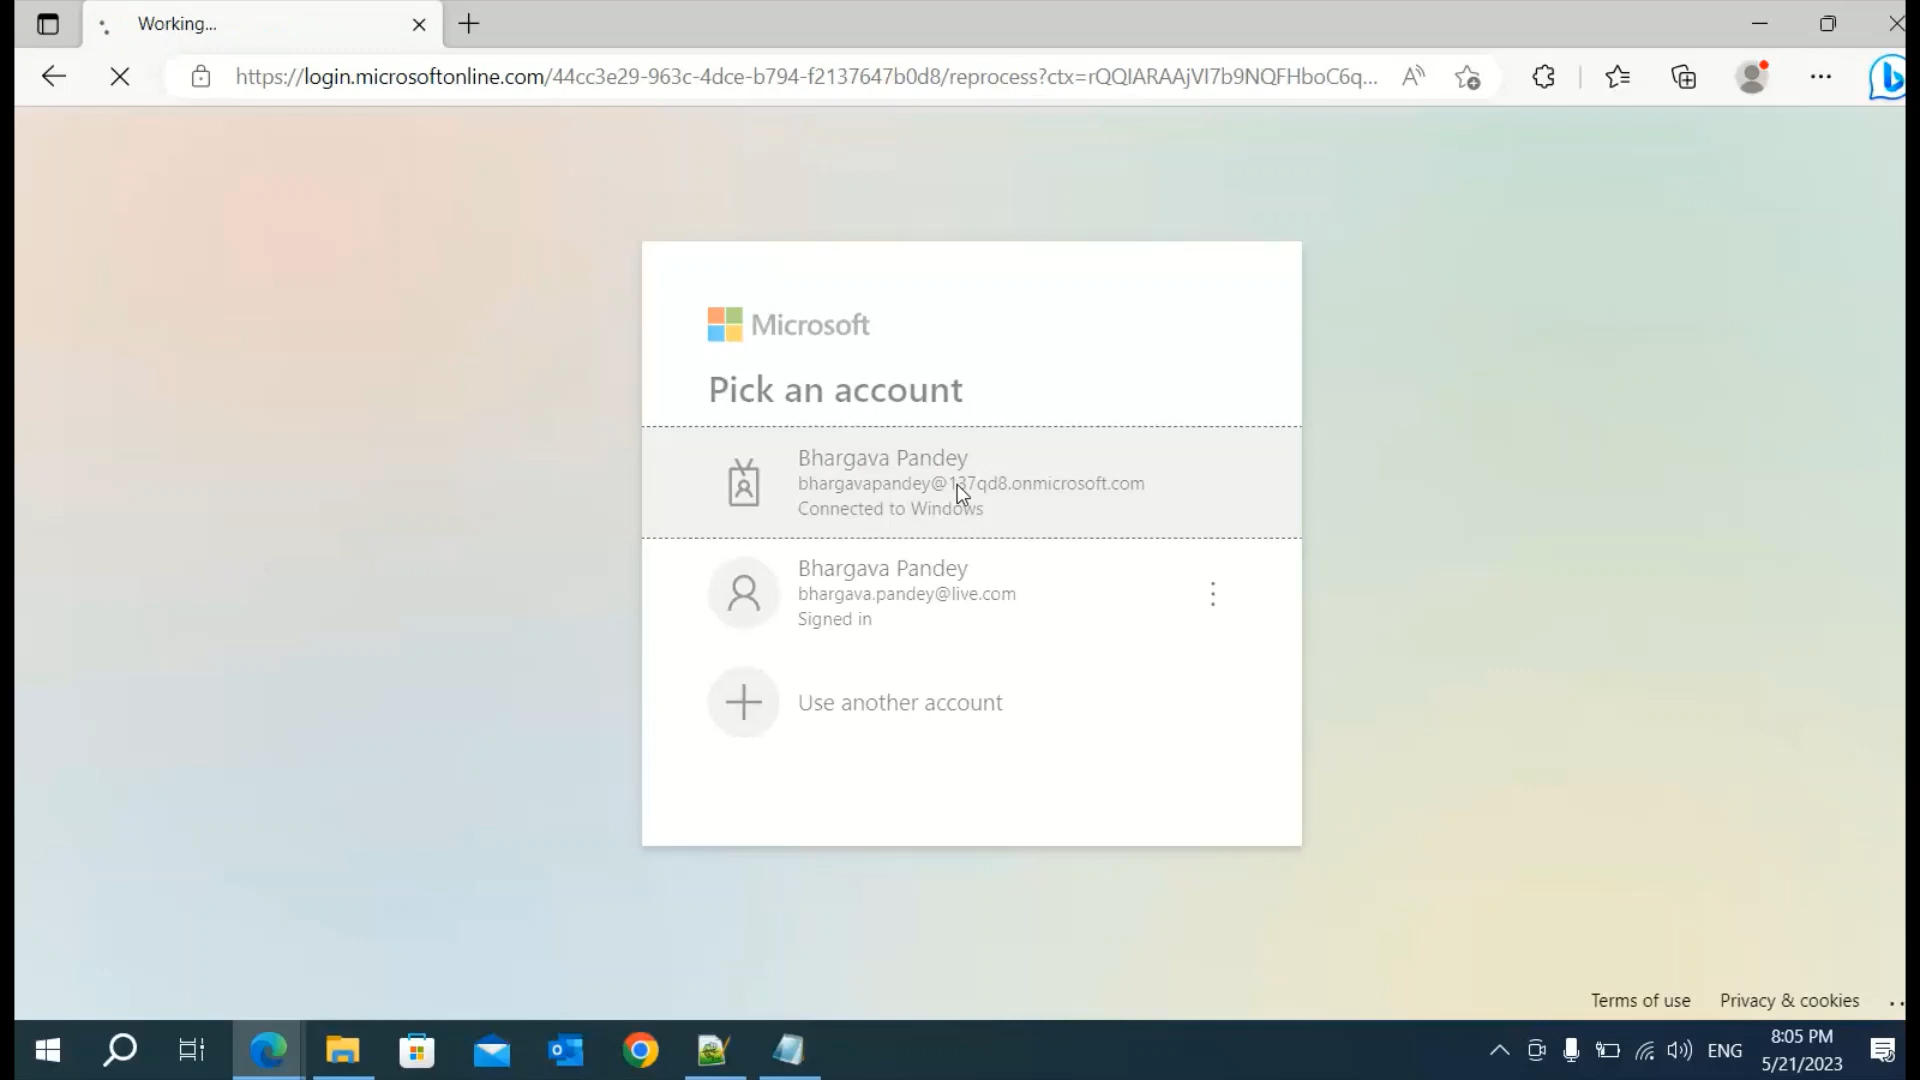 Working...
https://login.microsoftonline.com/44cc3e29-963c-4dce-b794-f2137647b0d8/reprocess?ctx=rQQIARAAjVI7b9NQFHboC6q...
Microsoft
Pick an account
Bhargava Pandey
bhargavapandey@137qd8.onmicrosoft.com
Connected to Windows
Bhargava Pandey
bhargava.pandey@live.com
Signed in
Use another account
Terms of use
Privacy & cookies
ENG
8:05 PM
5/21/2023